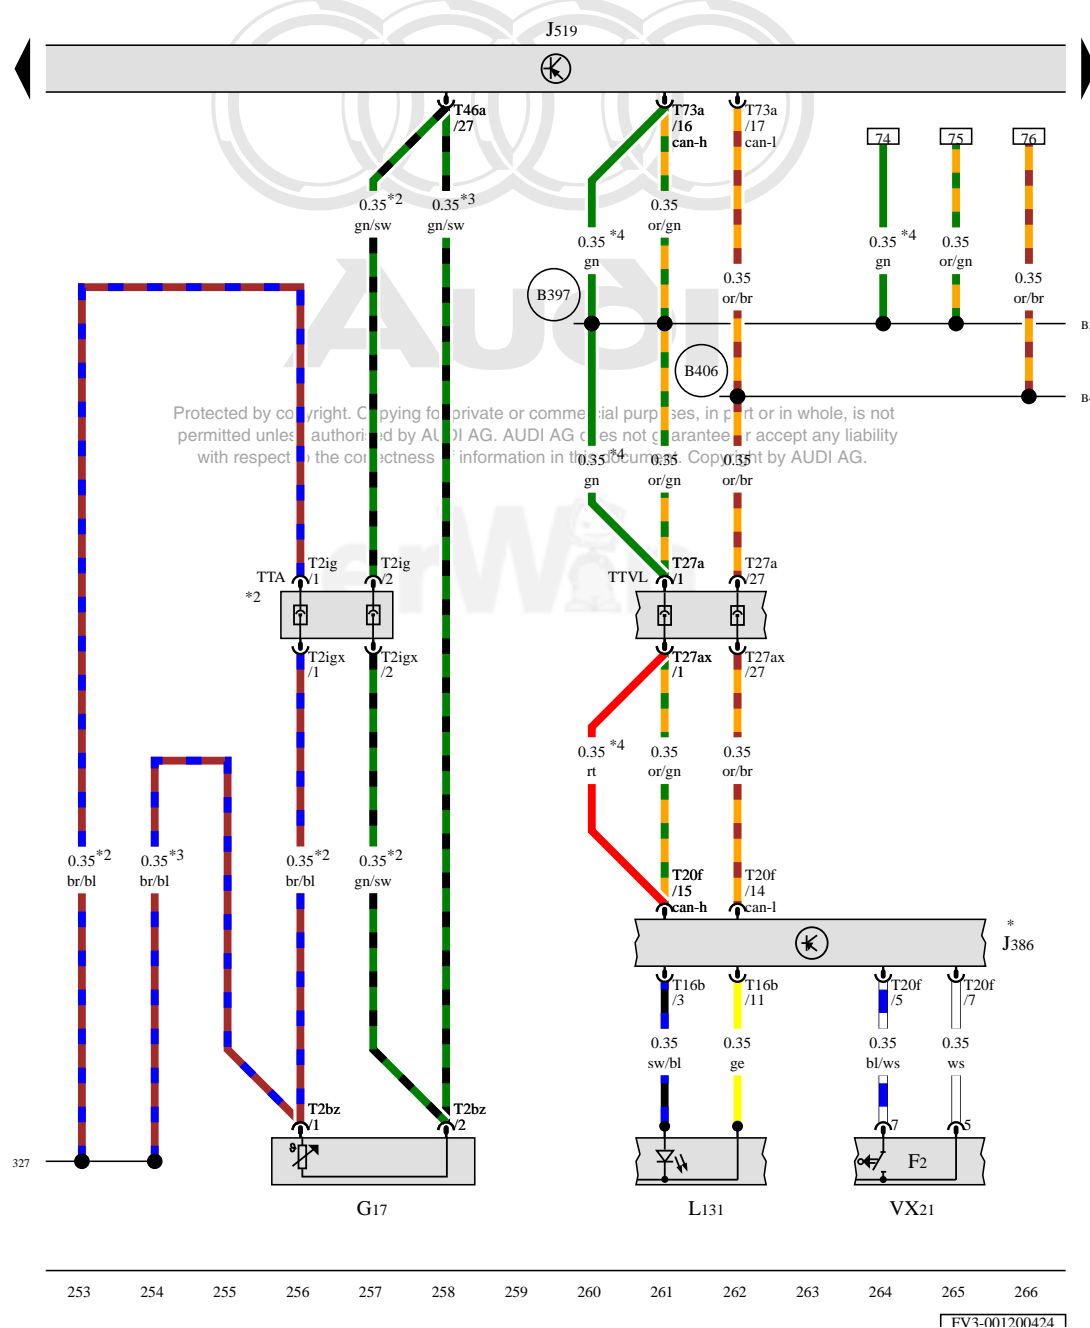 J519
T46a
/27
T73a
/16
can-h
T73a
/17
can-l
74
75
76
0.35 *2
gn/sw
0.35 *3
gn/sw
0.35 *4
gn
0.35
or/gn
0.35
or/br
0.35 *4
gn
0.35
or/gn
0.35
or/br
Audi
B397
B406
Protected by copyright. Copying for private or commercial purposes, in part or in whole, is not
permitted unless authorised by AUDI AG. AUDI AG does not guarantee or accept any liability
with respect to the correctness of information in this document. Copyright by AUDI AG.
0.35 *4
gn
0.35
or/gn
0.35
or/br
erWin
TTA
*2
T2ig
/1
T2ig
/2
TTVL
T27a
/1
T27a
/27
T2igx
/1
T2igx
/2
T27ax
/1
T27ax
/27
0.35 *4
rt
0.35
or/gn
0.35
or/br
0.35 *2
br/bl
0.35 *3
br/bl
0.35 *2
br/bl
0.35 *2
gn/sw
T20f
/15
can-h
T20f
/14
can-l
*
J386
T16b
/3
T16b
/11
T20f
/5
T20f
/7
0.35
sw/bl
0.35
ge
0.35
bl/ws
0.35
ws
T2bz
/1
T2bz
/2
7
5
327
ϑ
F2
G17
L131
VX21
253 254 255 256 257 258 259 260 261 262 263 264 265 266
FV3-001200424